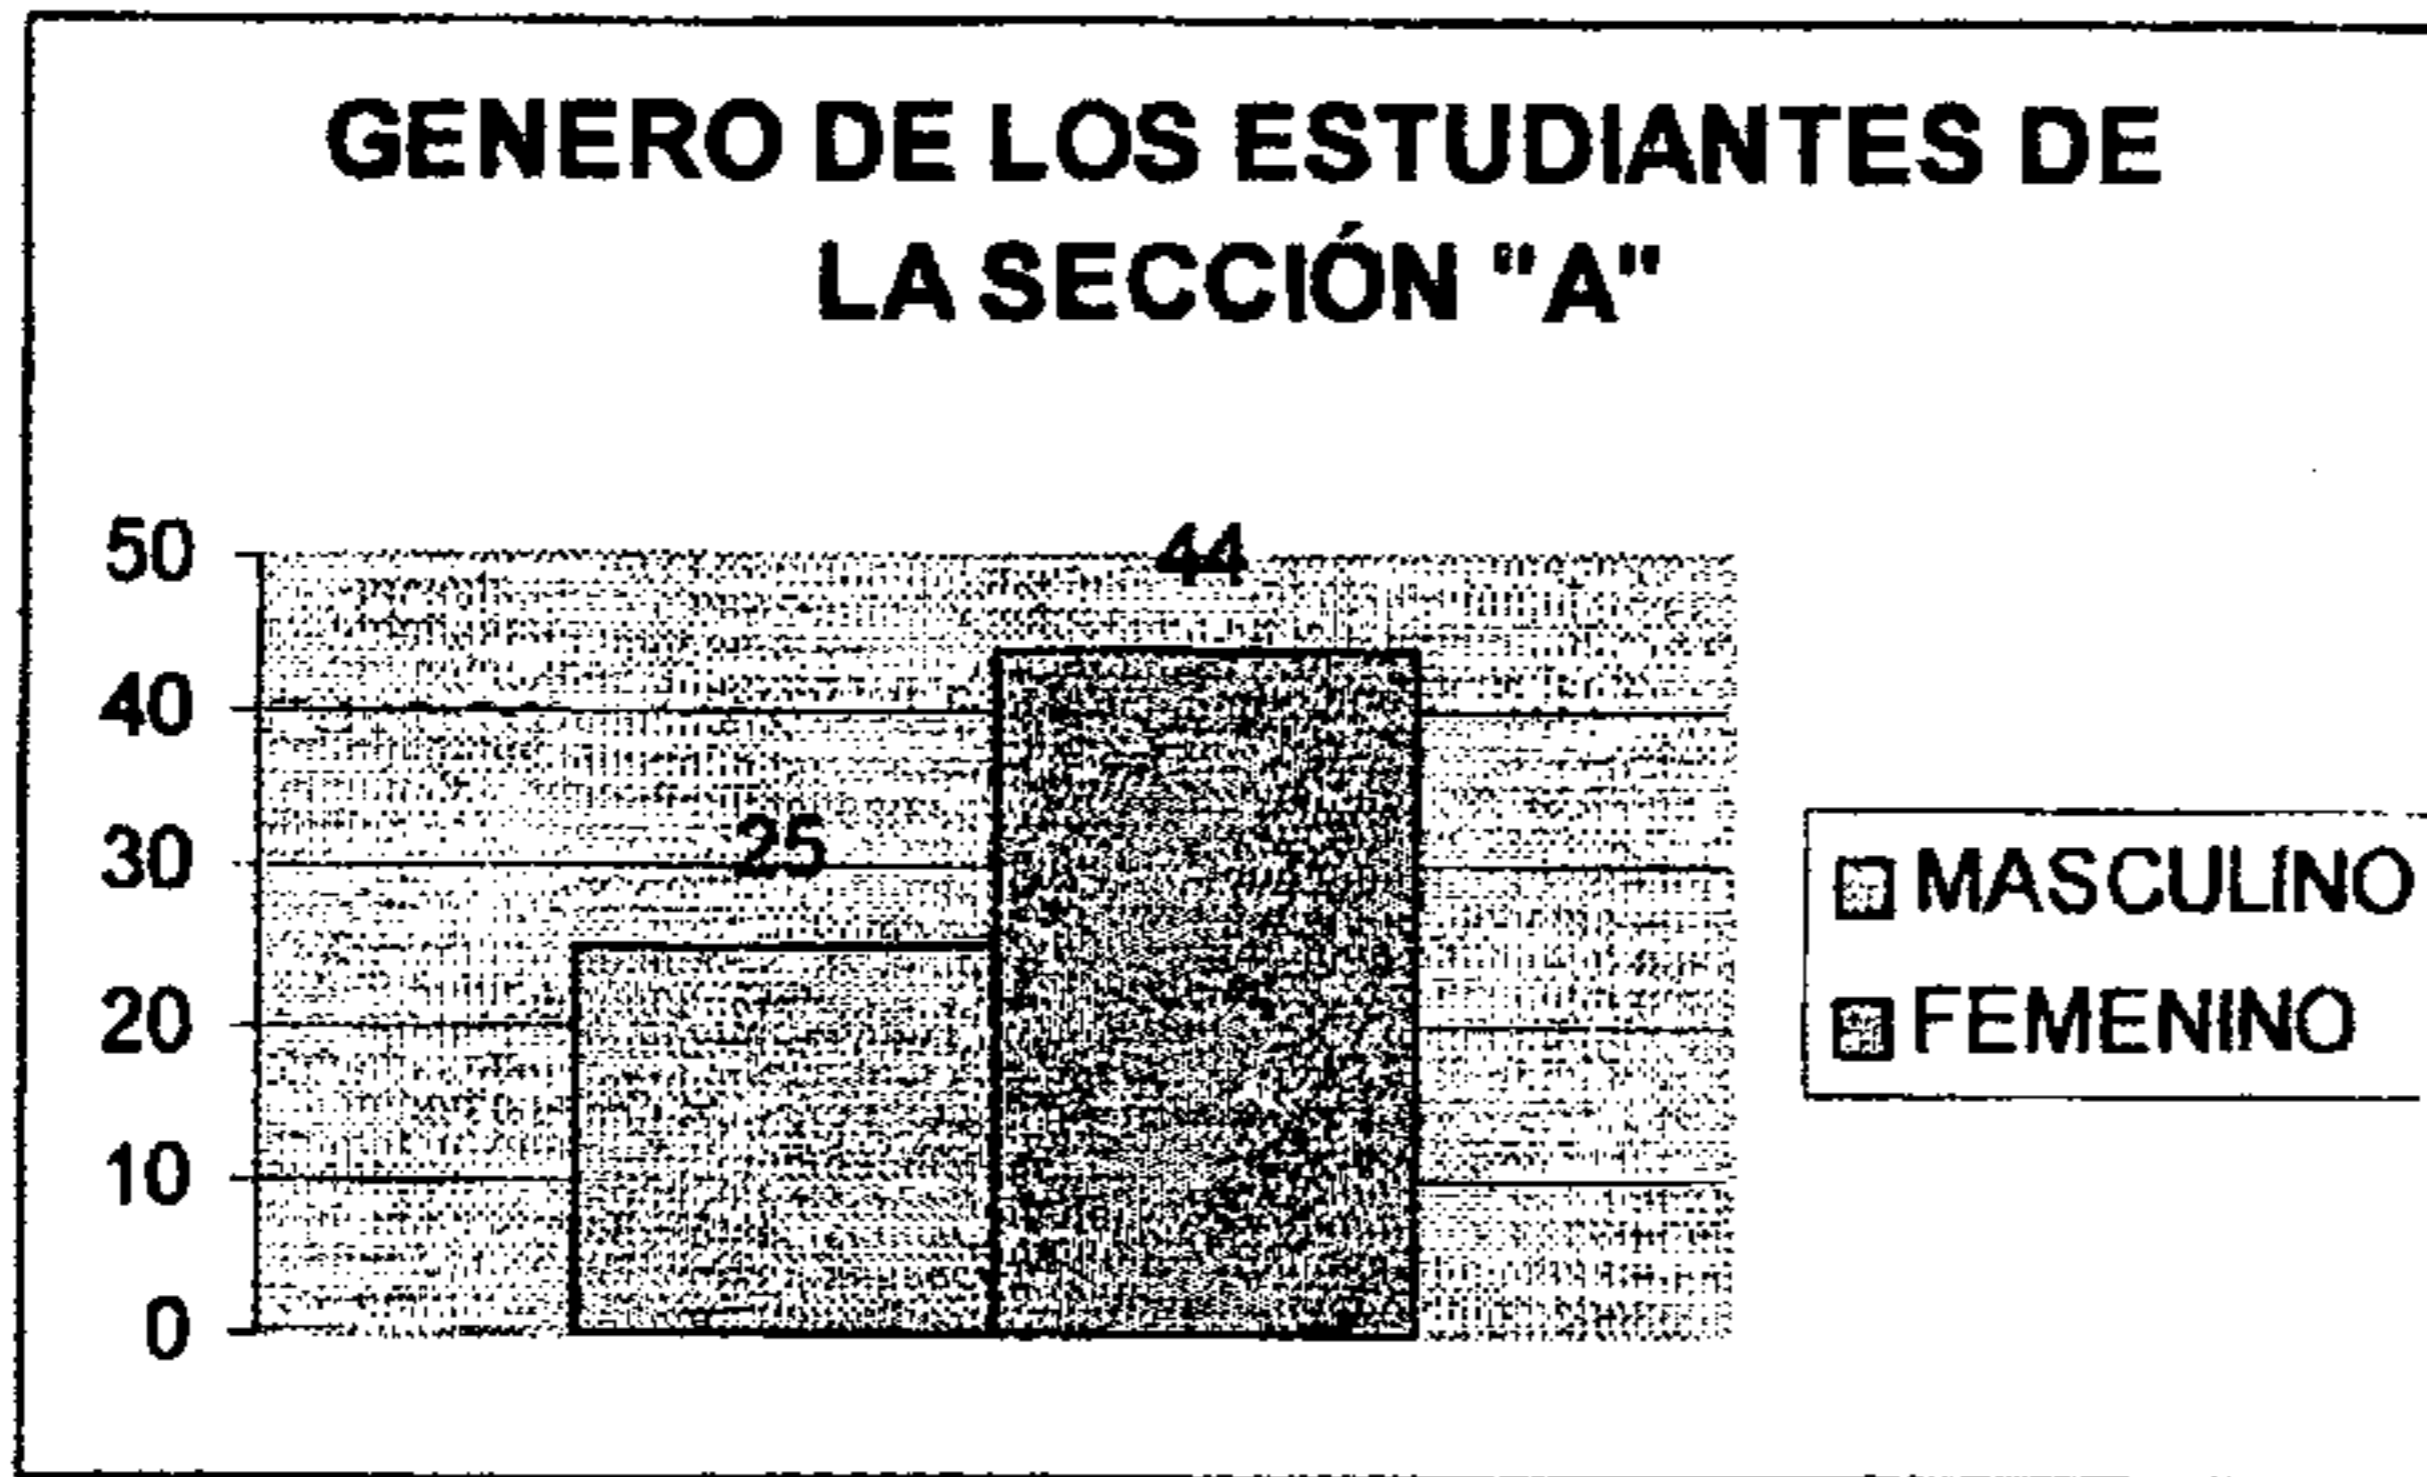 GENERO DE LOS ESTUDIANTES DE
LA SECCIÓN "A"
50
40
30
20
10
0
25
44
MASCULINO
FEMENINO